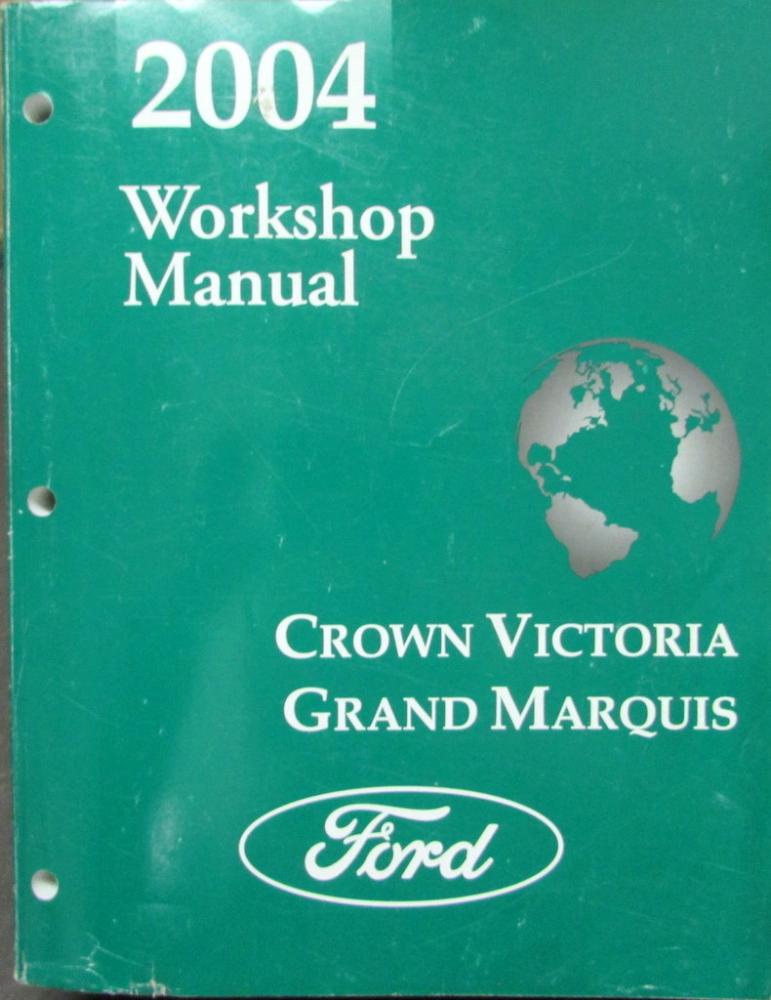 2004
Workshop
Manual
CROWN VICTORIA
GRAND MARQUIS
Ford